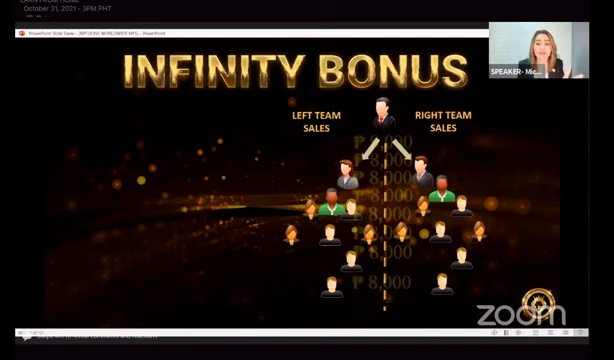 October 31, 2021 - 3PM PHT
INFINITY BONUS
SPEAKER- Mic...
LEFT TEAM
SALES
RIGHT TEAM
SALES
₱ 8,000
₱ 8,000
₱ 8,000
8,000
8,000
₱ 8,000
₱ 8,000
zoom